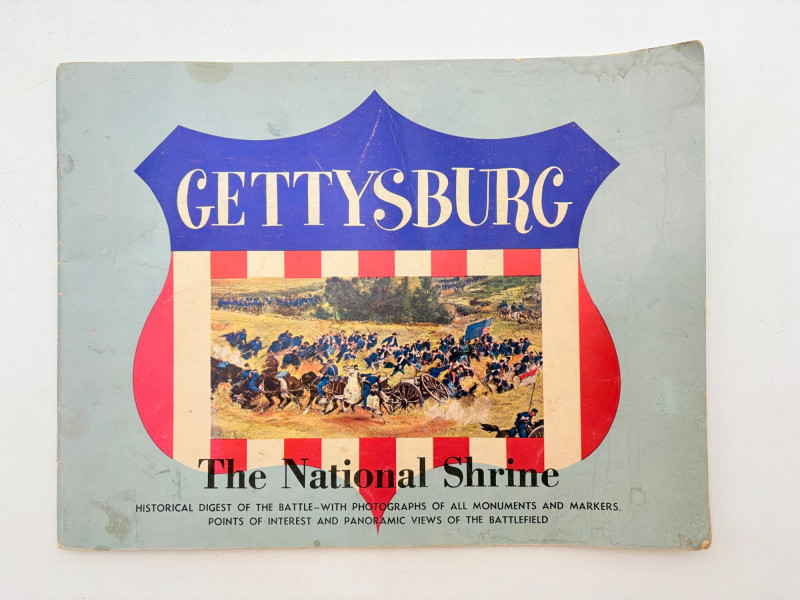 GETTYSBURG
The National Shrine
HISTORICAL DIGEST OF THE BATTLE–WITH PHOTOGRAPHS OF ALL MONUMENTS AND MARKERS,
POINTS OF INTEREST AND PANORAMIC VIEWS OF THE BATTLEFIELD